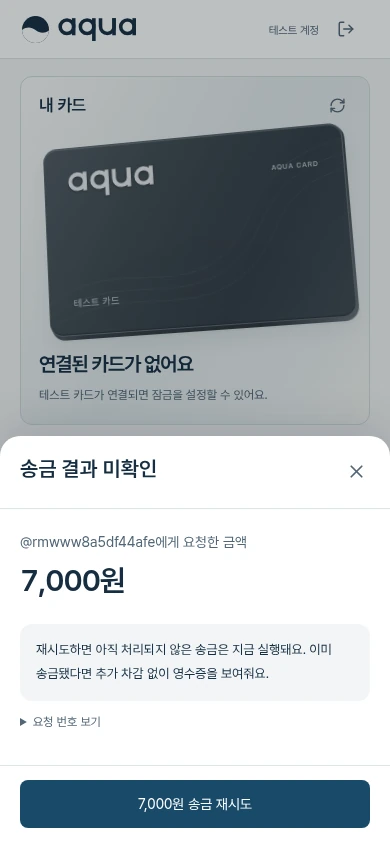 aqua
테스트 계정
내 카드
aqua
AQUA CARD
테스트 카드
연결된 카드가 없어요
테스트 카드가 연결되면 잠금을 설정할 수 있어요.
송금 결과 미확인
@rmwww8a5df44afe에게 요청한 금액
7,000원
재시도하면 아직 처리되지 않은 송금은 지금 실행돼요. 이미
송금됐다면 추가 차감 없이 영수증을 보여줘요.
요청 번호 보기
7,000원 송금 재시도